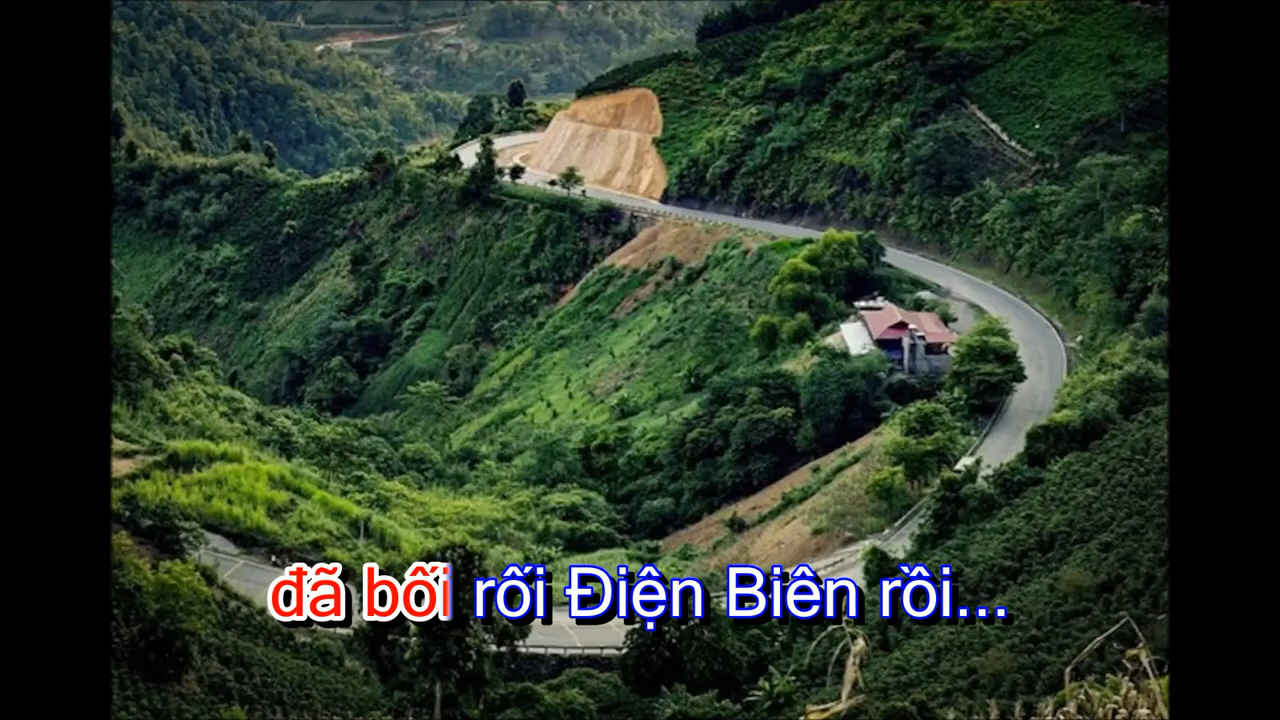 đã bối rối Điện Biên rồi...